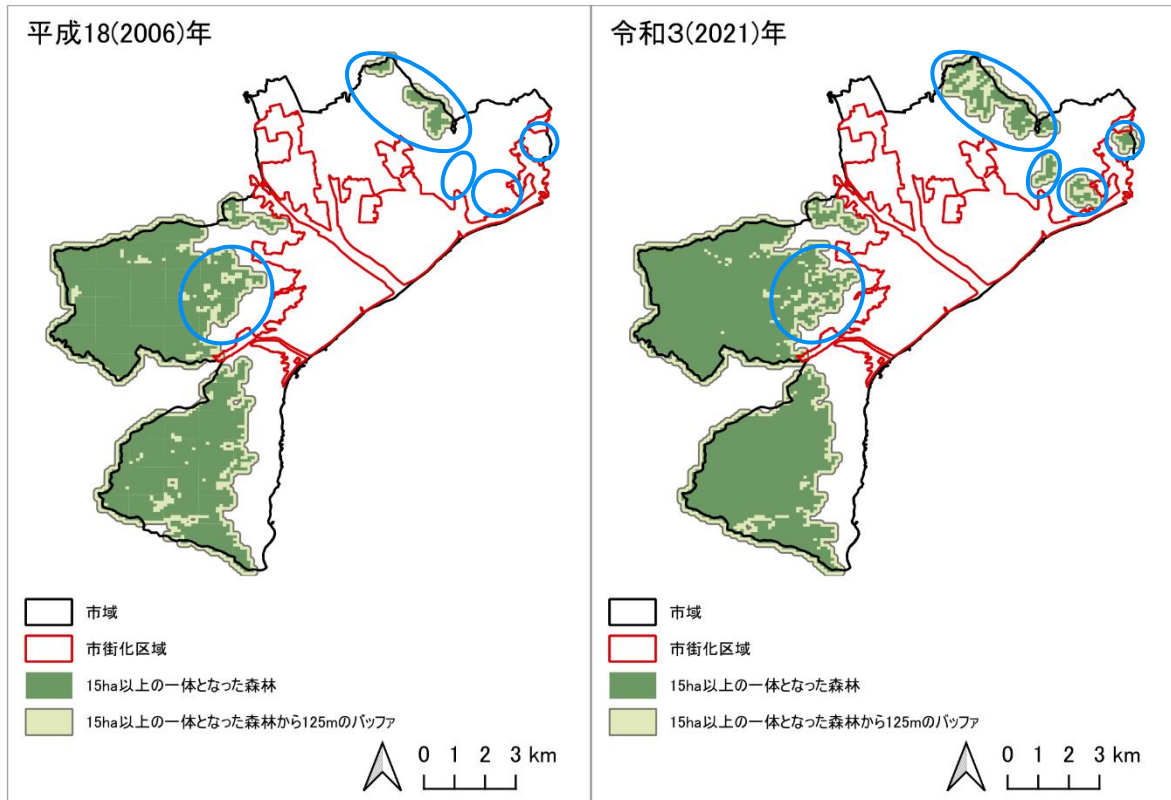 平成18(2006)年
市域
市街化区域
15ha以上の一体となった森林
15ha以上の一体となった森林から125mのバッファ
0 1 2 3 km
令和3(2021)年
市域
市街化区域
15ha以上の一体となった森林
15ha以上の一体となった森林から125mのバッファ
0 1 2 3 km